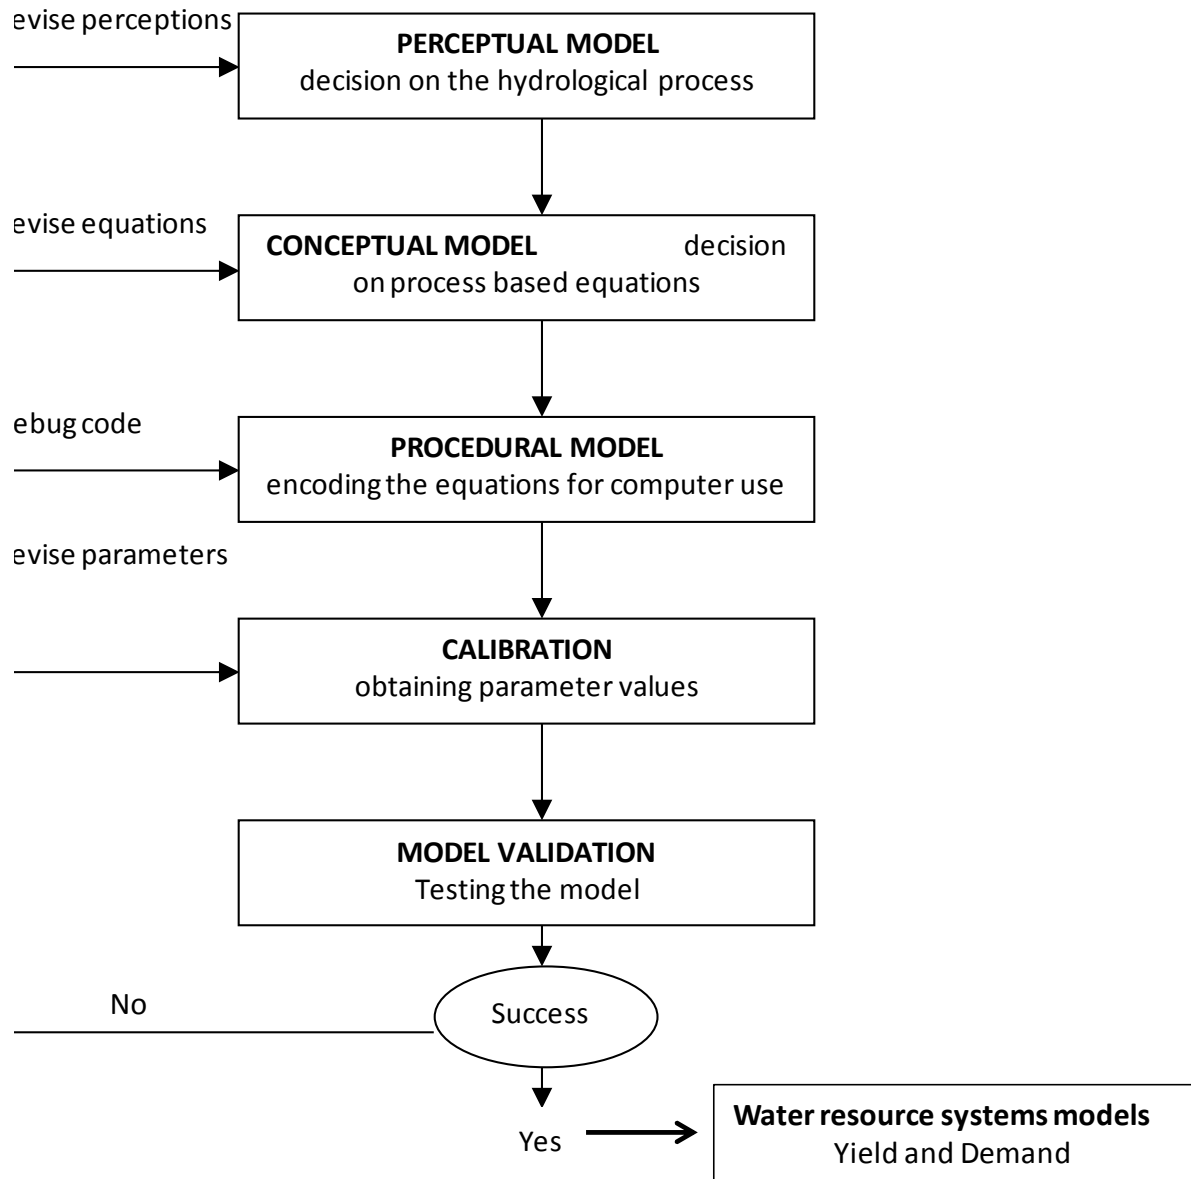 evise perceptions
PERCEPTUAL MODEL
decision on the hydrological process
evise equations
CONCEPTUAL MODEL decision
on process based equations
ebug code
PROCEDURAL MODEL
encoding the equations for computer use
evise parameters
CALIBRATION
obtaining parameter values
MODEL VALIDATION
Testing the model
No
Success
Yes
Water resource systems models
Yield and Demand